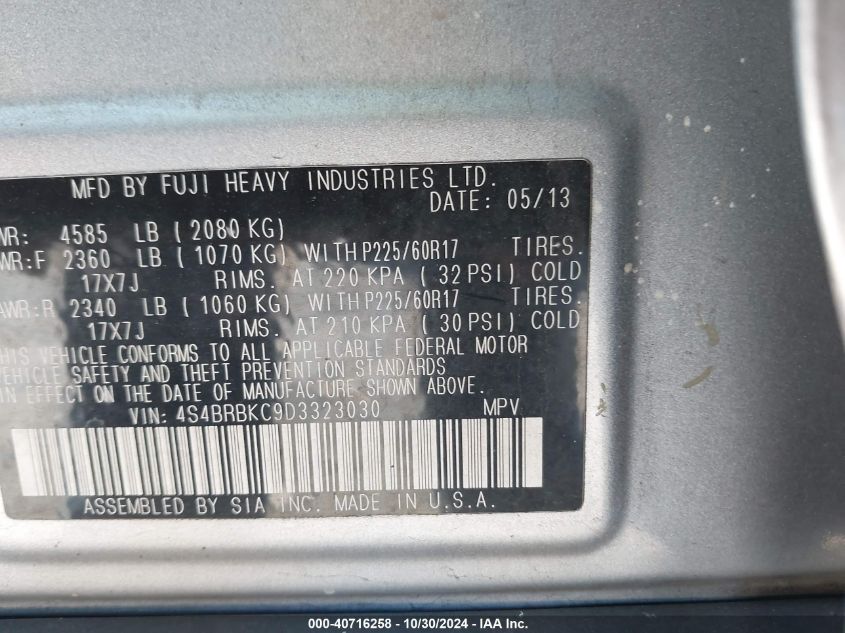 MFD BY FUJI HEAVY INDUSTRIES LTD.
DATE: 05/13
WR: 4585 LB ( 2080 KG)
WR:F 2360 LB ( 1070 KG) WITH P225/60R17 TIRES.
17X7J RIMS. AT 220 KPA ( 32 PSI) COLD
AWR:R 2340 LB ( 1060 KG) WITH P225/60R17 TIRES.
17X7J RIMS. AT 210 KPA ( 30 PSI) COLD
THIS VEHICLE CONFORMS TO ALL APPLICABLE FEDERAL MOTOR
VEHICLE SAFETY AND THEFT PREVENTION STANDARDS
IN EFFECT ON THE DATE OF MANUFACTURE SHOWN ABOVE.
VIN: 4S4BRBKC9D3323030 MPV
ASSEMBLED BY SIA INC. MADE IN U.S.A.
000-40716258 - 10/30/2024 - IAA Inc.